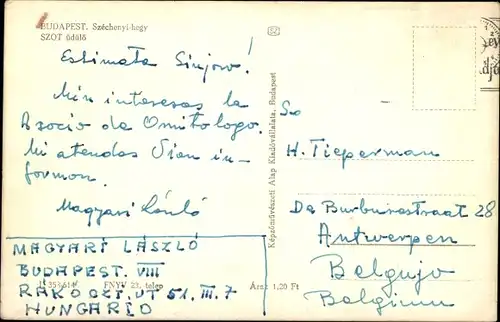 BUDAPEST. Széchenyi-hegy
SZOT üdülő
Estimata Sinjoro!
Min interesas la
Asocio de Ornitologo.
Mi atendas Vian in-
formon.
Magyari László
MAGYARI LÁSZLÓ
BUDAPEST. VIII
RÁKÓCZI. UT 51. III. 7
HUNGARIO
FNYV 23. telep
Ára: 1,20 Ft
Képzőművészeti Alap Kiadóvállalata, Budapest
S-ro
H. Tieperman
De Burburestraat 28
Antwerpen
Belgujo
Belgium